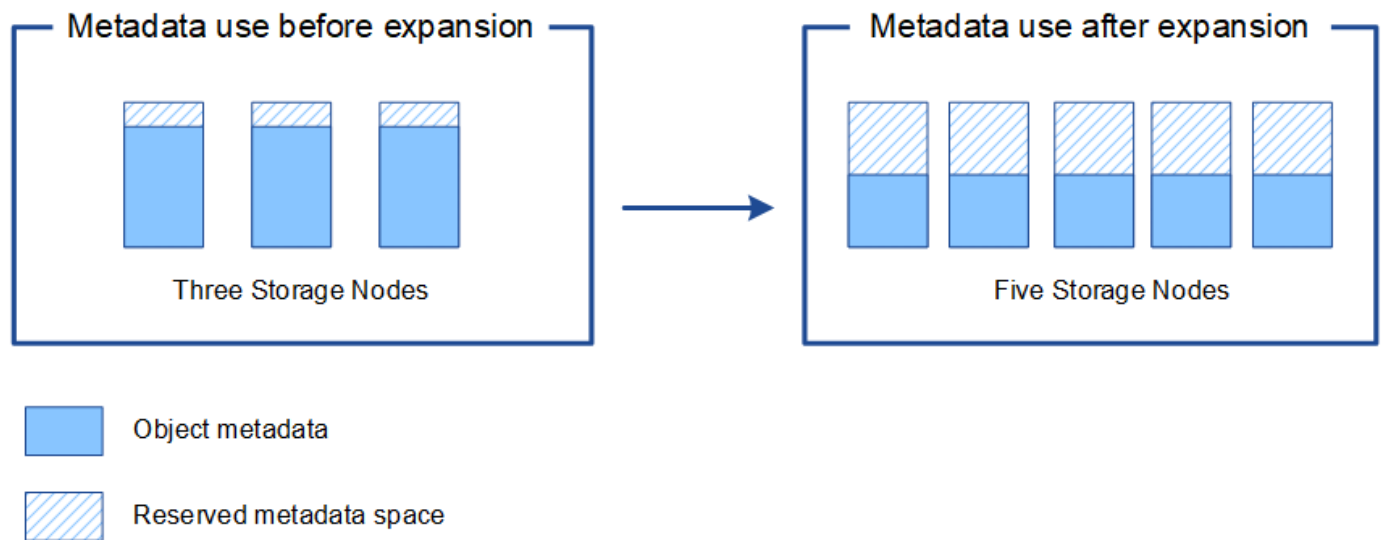 Metadata use before expansion
Metadata use after expansion
Three Storage Nodes
Five Storage Nodes
Object metadata
Reserved metadata space